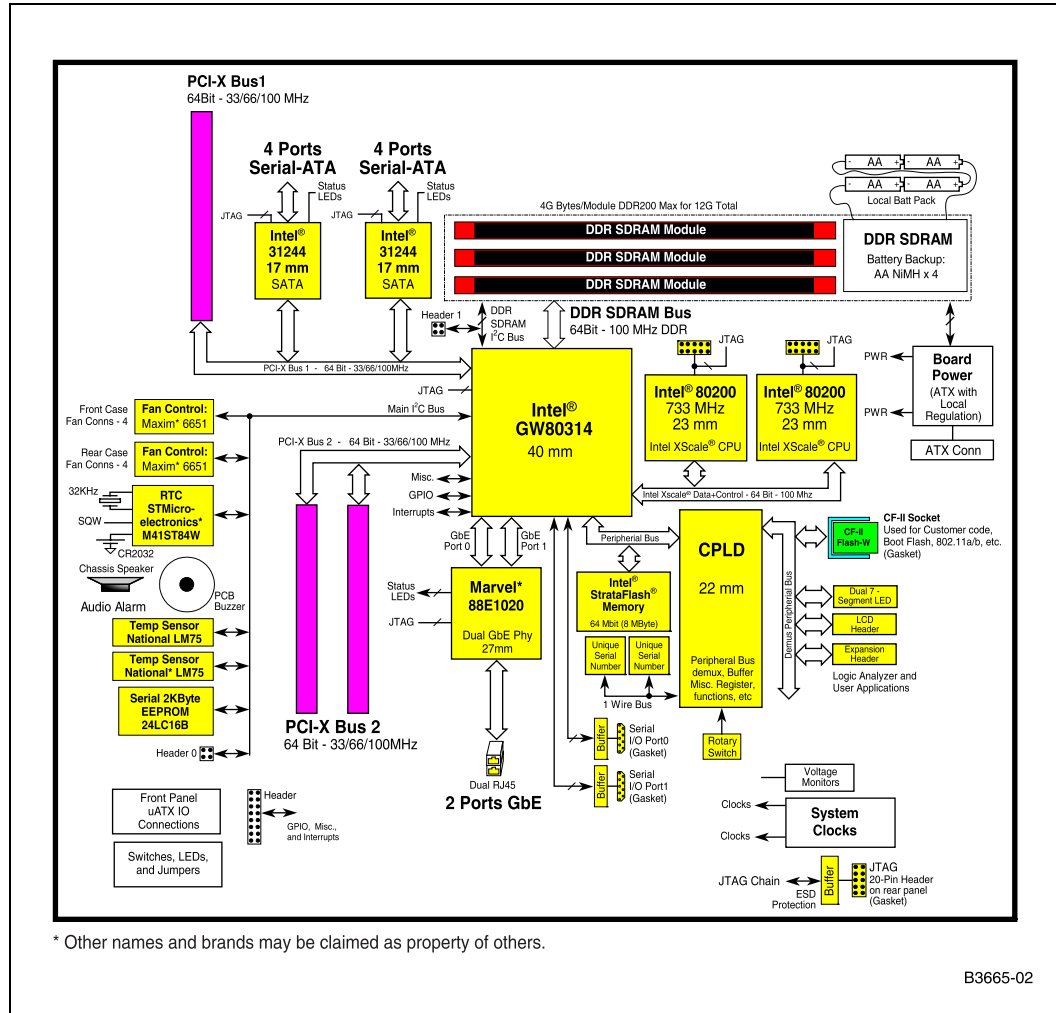 PCI-X Bus1
64Bit - 33/66/100 MHz
4 Ports
Serial-ATA
4 Ports
Serial-ATA
Status
LEDs
JTAG
Status
LEDs
JTAG
Intel®
31244
17 mm
SATA
Intel®
31244
17 mm
SATA
4G Bytes/Module DDR200 Max for 12G Total
DDR SDRAM Module
DDR SDRAM Module
DDR SDRAM Module
- AA +
- AA +
- AA +
- AA +
Local Batt Pack
DDR SDRAM
Battery Backup:
AA NiMH x 4
Header 1
DDR
SDRAM
I²C Bus
DDR SDRAM Bus
64Bit - 100 MHz DDR
PCI-X Bus 1 - 64 Bit - 33/66/100MHz
JTAG
Main I²C Bus
PCI-X Bus 2 - 64 Bit - 33/66/100 MHz
Misc.
GPIO
Interrupts
Intel®
GW80314
40 mm
JTAG
JTAG
Intel® 80200
733 MHz
23 mm
Intel XScale® CPU
Intel® 80200
733 MHz
23 mm
Intel XScale® CPU
PWR
PWR
Board
Power
(ATX with
Local
Regulation)
ATX Conn
Intel Xscale® Data+Control - 64 Bit - 100 Mhz
Front Case
Fan Conns - 4
Fan Control:
Maxim* 6651
Rear Case
Fan Conns - 4
Fan Control:
Maxim* 6651
32KHz
SQW
CR2032
RTC
STMicro-
electronics*
M41ST84W
Chassis Speaker
Audio Alarm
PCB
Buzzer
Temp Sensor
National LM75
Temp Sensor
National* LM75
Serial 2KByte
EEPROM
24LC16B
Header 0
PCI-X Bus 2
64 Bit - 33/66/100MHz
GbE
Port 0
GbE
Port 1
Status
LEDs
JTAG
Marvel*
88E1020
Dual GbE Phy
27mm
Dual RJ45
2 Ports GbE
Peripheral Bus
Intel®
StrataFlash®
Memory
64 Mbit (8 MByte)
Unique
Serial
Number
Unique
Serial
Number
1 Wire Bus
CPLD
22 mm
Peripheral Bus
demux, Buffer
Misc. Register,
functions, etc
Rotary
Switch
Demus Peripheral Bus
CF-II
Flash-W
CF-II Socket
Used for Customer code,
Boot Flash, 802.11a/b, etc.
(Gasket)
Dual 7 -
Segment LED
LCD
Header
Expansion
Header
Logic Analyzer and
User Applications
Buffer
Serial
I/O Port0
(Gasket)
Buffer
Serial
I/O Port1
(Gasket)
Front Panel
uATX IO
Connections
Switches, LEDs,
and Jumpers
Header
GPIO, Misc.,
and Interrupts
Voltage
Monitors
Clocks
Clocks
System
Clocks
JTAG Chain
ESD
Protection
Buffer
JTAG
20-Pin Header
on rear panel
(Gasket)
* Other names and brands may be claimed as property of others.
B3665-02